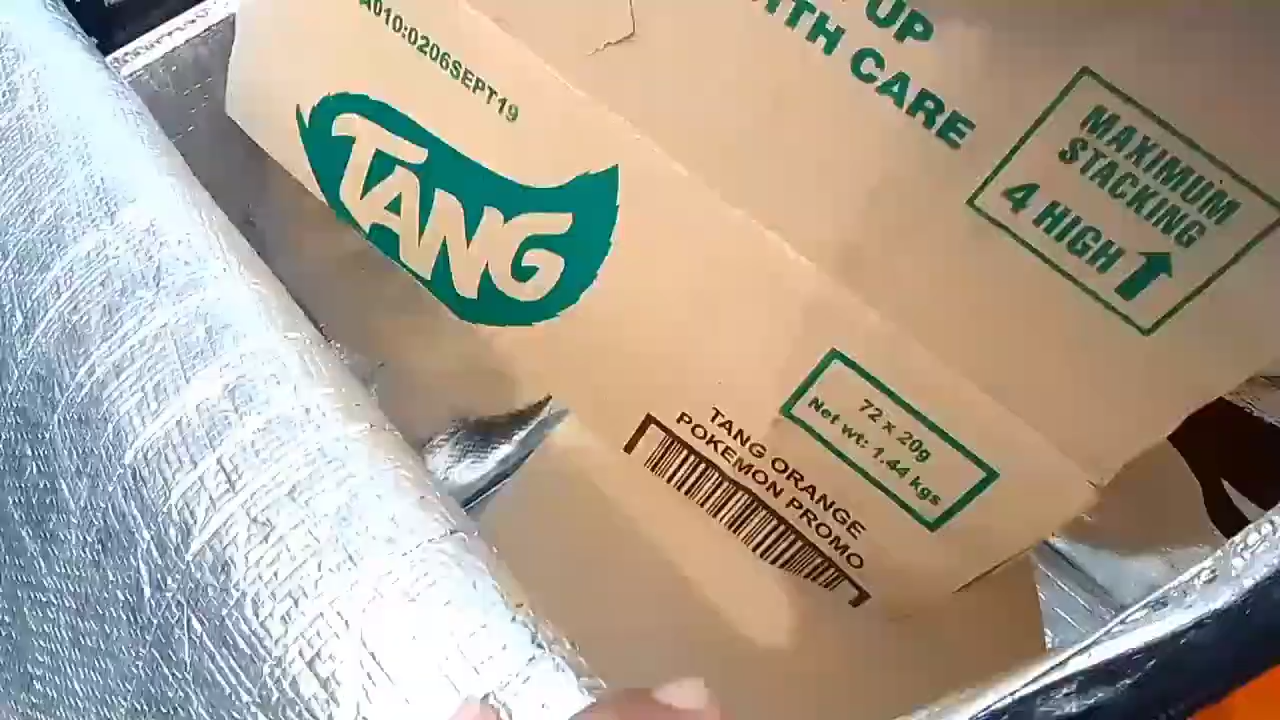 A010:0206SEPT19
TANG
UP
WITH CARE
MAXIMUM
STACKING
4 HIGH
72 x 20g
Net wt: 1.44 kgs
TANG ORANGE
POKEMON PROMO